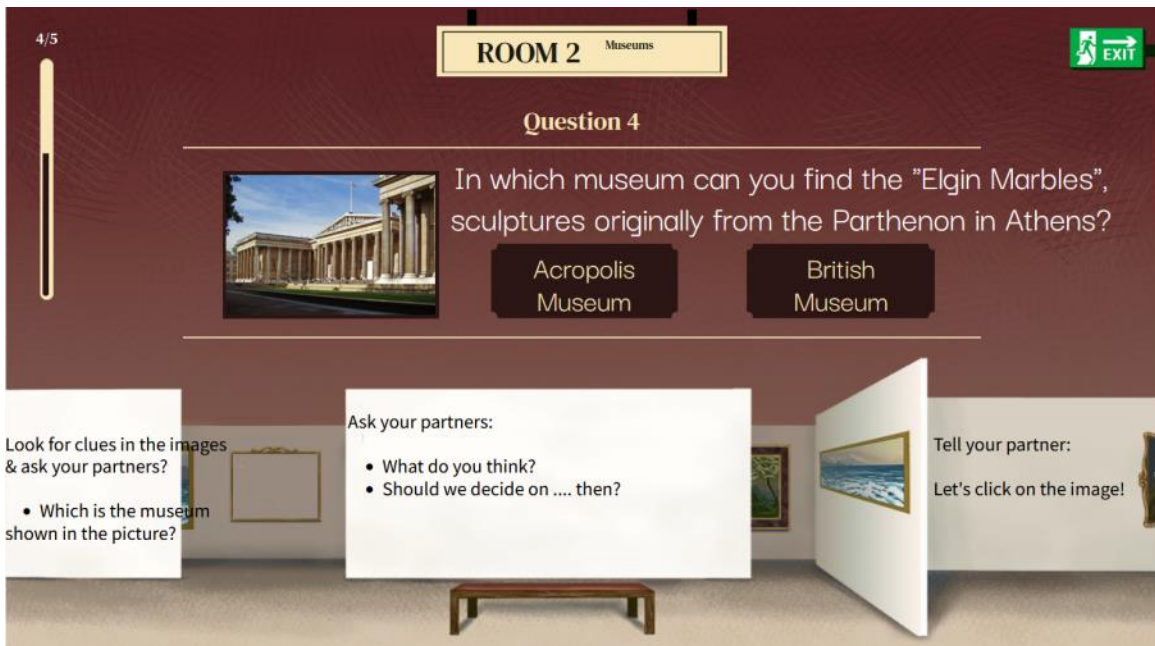 4/5
ROOM 2
Museums
EXIT
Question 4
In which museum can you find the "Elgin Marbles",
sculptures originally from the Parthenon in Athens?
Acropolis
Museum
British
Museum
Look for clues in the images
& ask your partners?
• Which is the museum
shown in the picture?
Ask your partners:
• What do you think?
• Should we decide on .... then?
Tell your partner:
Let's click on the image!